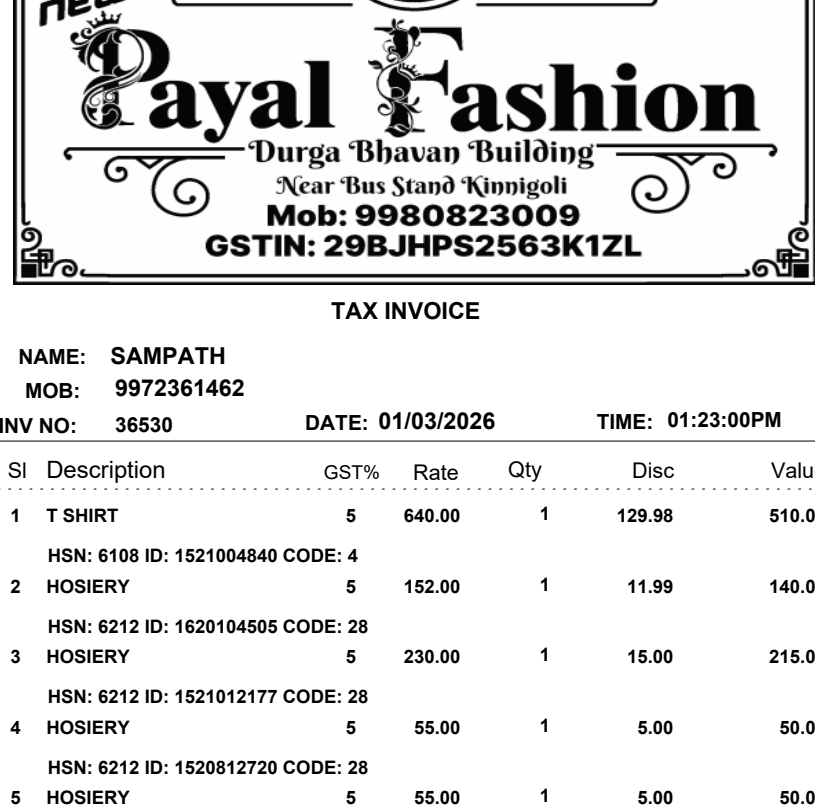 new
Payal Fashion
Durga Bhavan Building
Near Bus Stand Kinnigoli
Mob: 9980823009
GSTIN: 29BJHPS2563K1ZL
TAX INVOICE
NAME: SAMPATH
MOB: 9972361462
INV NO: 36530 DATE: 01/03/2026 TIME: 01:23:00PM
Sl Description GST% Rate Qty Disc Valu
1 T SHIRT 5 640.00 1 129.98 510.0
HSN: 6108 ID: 1521004840 CODE: 4
2 HOSIERY 5 152.00 1 11.99 140.0
HSN: 6212 ID: 1620104505 CODE: 28
3 HOSIERY 5 230.00 1 15.00 215.0
HSN: 6212 ID: 1521012177 CODE: 28
4 HOSIERY 5 55.00 1 5.00 50.0
HSN: 6212 ID: 1520812720 CODE: 28
5 HOSIERY 5 55.00 1 5.00 50.0